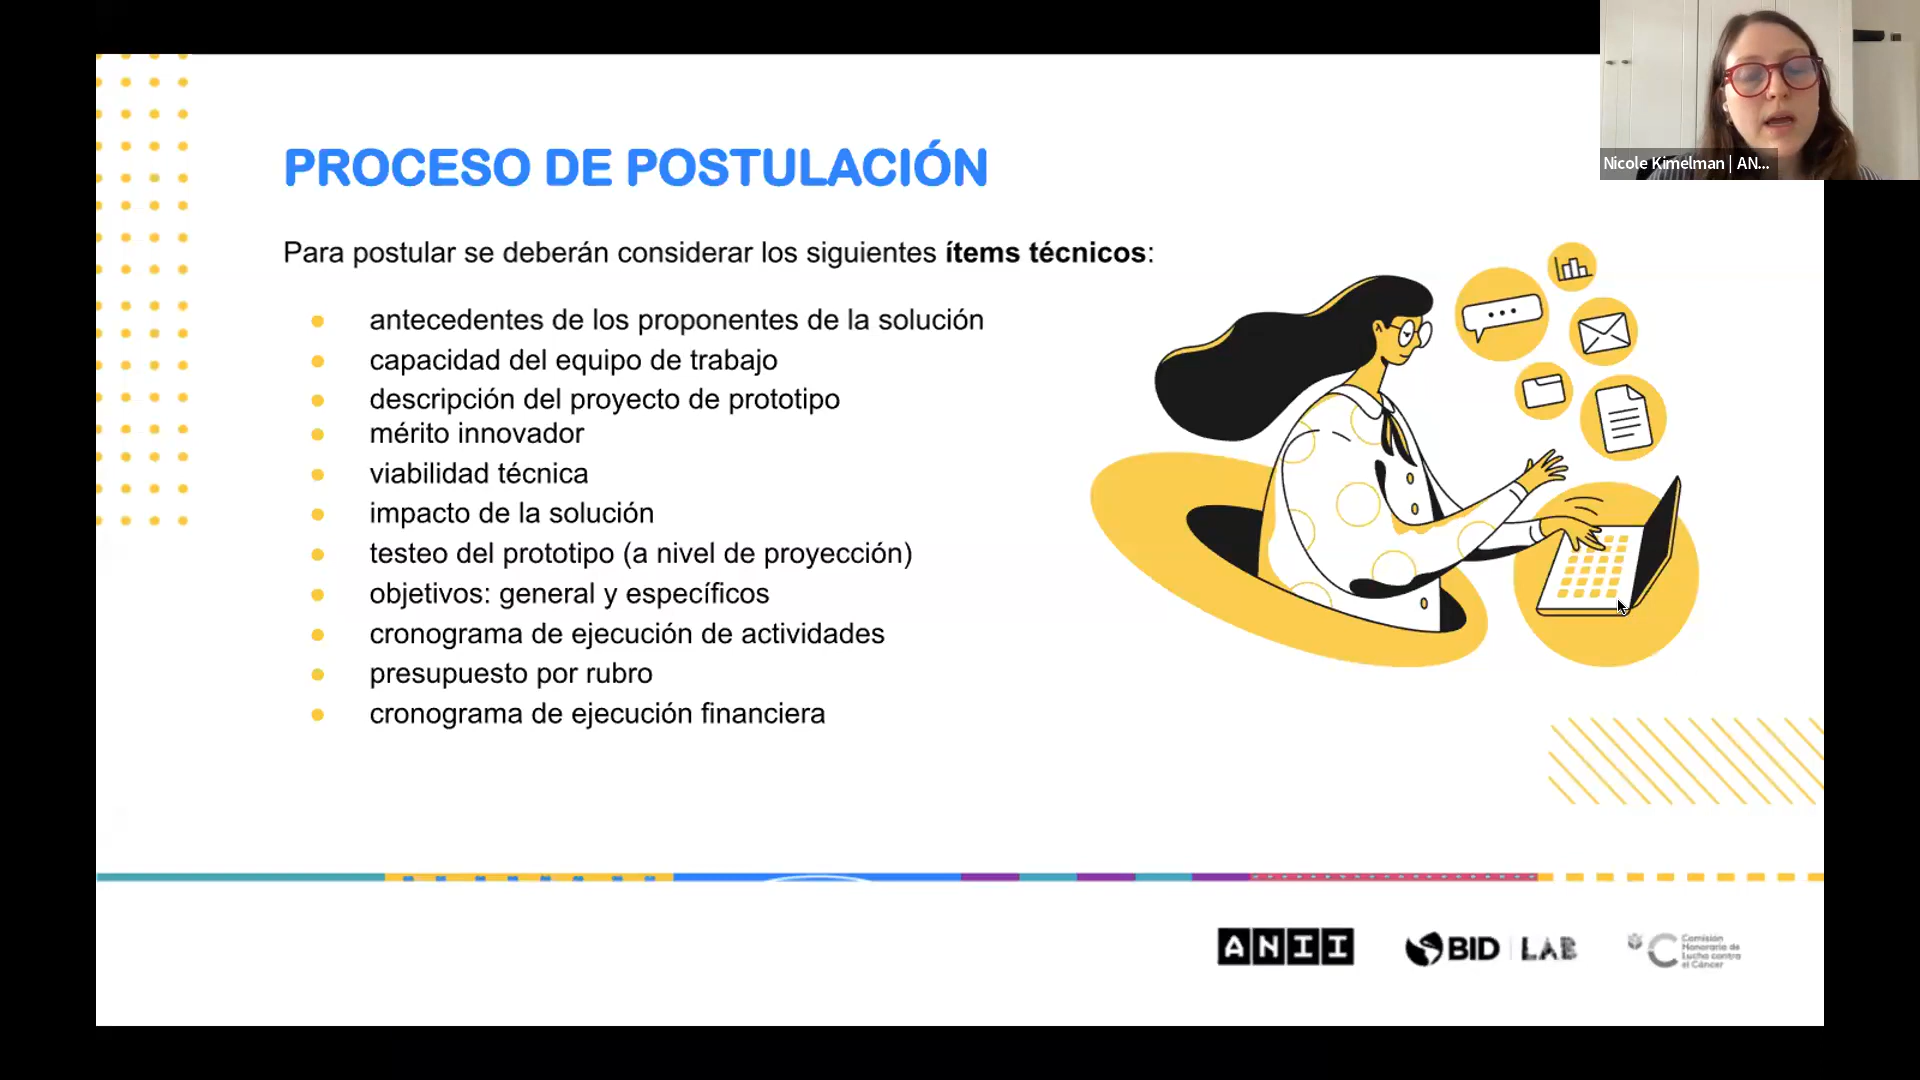 Nicole Kimelman | AN...
PROCESO DE POSTULACIÓN
Para postular se deberán considerar los siguientes ítems técnicos:
antecedentes de los proponentes de la solución
capacidad del equipo de trabajo
descripción del proyecto de prototipo
mérito innovador
viabilidad técnica
impacto de la solución
testeo del prototipo (a nivel de proyección)
objetivos: general y específicos
cronograma de ejecución de actividades
presupuesto por rubro
cronograma de ejecución financiera
ANII
BID | LAB
Comisión
Honoraria de
Lucha contra
el Cáncer